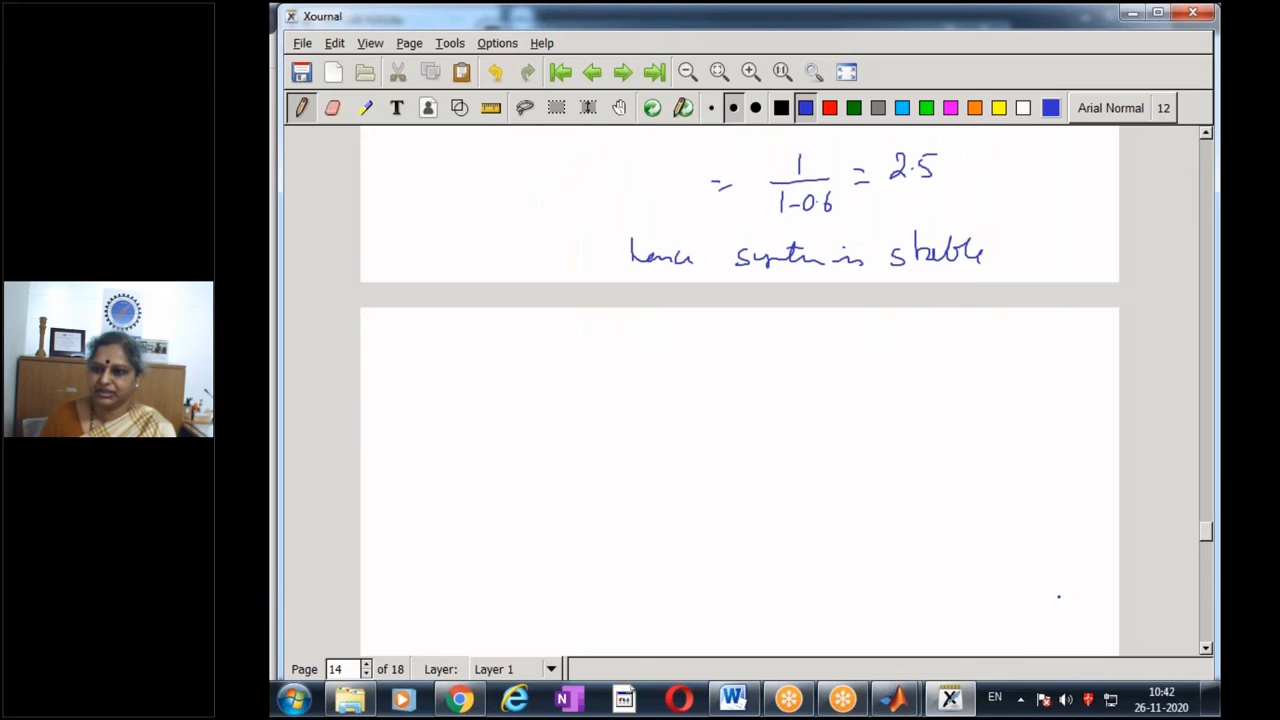 Xournal
File Edit View Page Tools Options Help
Arial Normal 12
= 1/(1-0.6) = 2.5
hence system is stable
Page 14 of 18 Layer: Layer 1
EN 10:42
26-11-2020